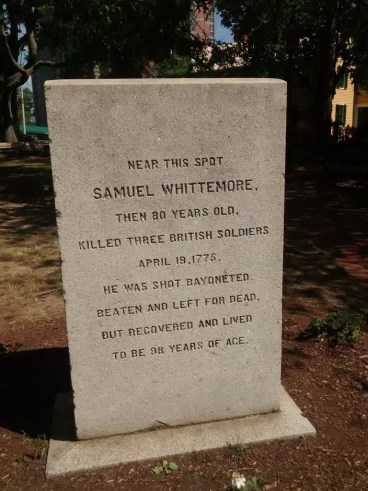 NEAR THIS SPOT
SAMUEL WHITTEMORE,
THEN 80 YEARS OLD,
KILLED THREE BRITISH SOLDIERS
APRIL 19, 1775.
HE WAS SHOT, BAYONETED,
BEATEN AND LEFT FOR DEAD,
BUT RECOVERED AND LIVED
TO BE 98 YEARS OF AGE.